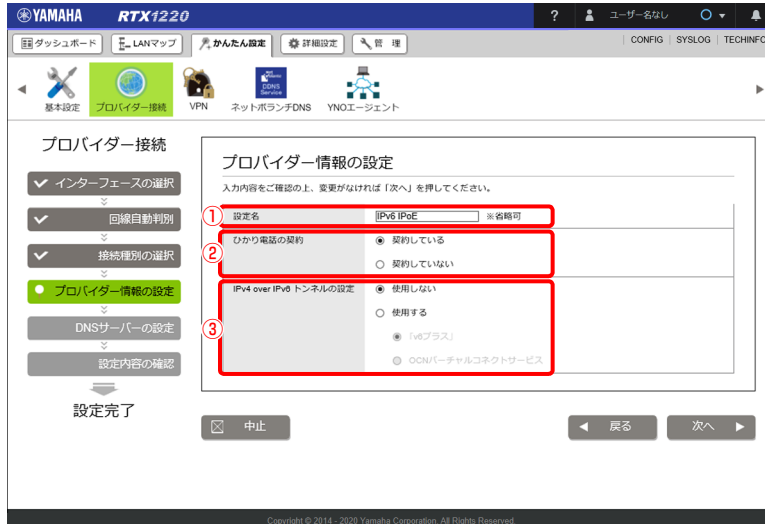 YAMAHA RTX1220 ? ユーザー名なし
ダッシュボード LANマップ かんたん設定 詳細設定 管 理 CONFIG SYSLOG TECHINFO
DDNS
Service
基本設定 プロバイダー接続 VPN ネットボランチDNS YNOエージェント
プロバイダー接続
インターフェースの選択
回線自動判別
接続種別の選択
プロバイダー情報の設定
DNSサーバーの設定
設定内容の確認
設定完了
プロバイダー情報の設定
入力内容をご確認の上、変更がなければ「次へ」を押してください。
① 設定名 IPv6 IPoE ※省略可
② ひかり電話の契約 契約している
契約していない
③ IPv4 over IPv6 トンネルの設定 使用しない
使用する
「v6プラス」
OCNバーチャルコネクトサービス
中止 戻る 次へ
Copyright © 2014 - 2020 Yamaha Corporation. All Rights Reserved.